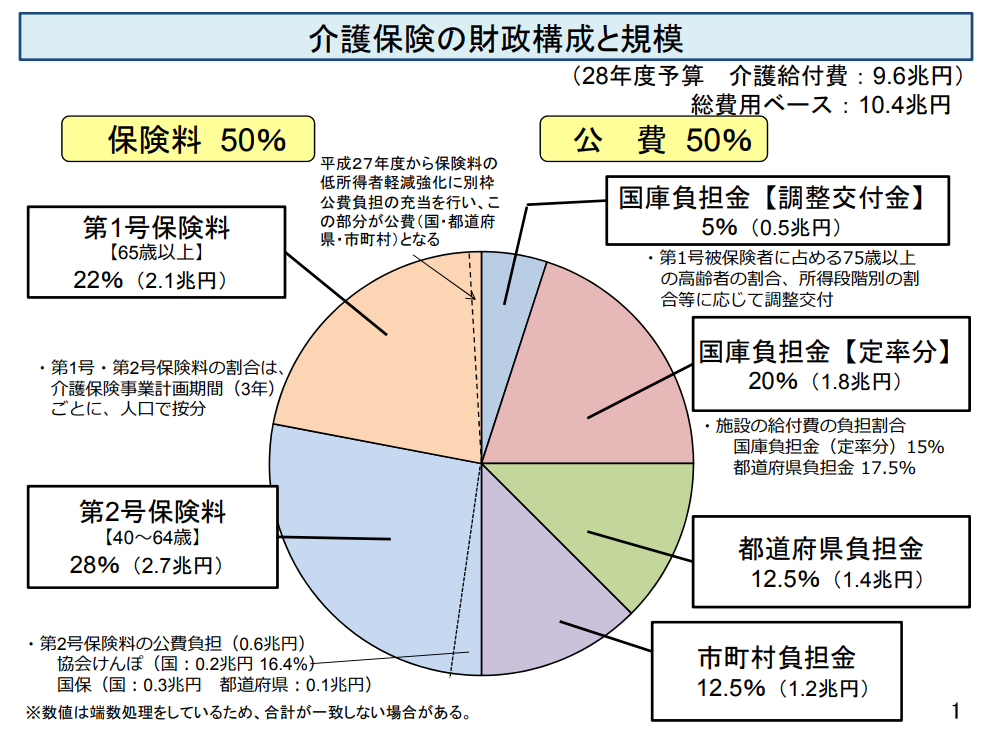 介護保険の財政構成と規模
(28年度予算　介護給付費：9.6兆円)
総費用ベース：10.4兆円
保険料 50%
公　費 50%
平成27年度から保険料の
低所得者軽減強化に別枠
公費負担の充当を行い、こ
の部分が公費(国・都道府
県・市町村)となる
第1号保険料
【65歳以上】
22%（2.1兆円）
国庫負担金【調整交付金】
5%（0.5兆円）
・第1号被保険者に占める75歳以上
の高齢者の割合、所得段階別の割
合等に応じて調整交付
国庫負担金【定率分】
20%（1.8兆円）
・第1号・第2号保険料の割合は、
介護保険事業計画期間（3年）
ごとに、人口で按分
・施設の給付費の負担割合
国庫負担金（定率分）15%
都道府県負担金 17.5%
第2号保険料
【40～64歳】
28%（2.7兆円）
都道府県負担金
12.5%（1.4兆円）
・第2号保険料の公費負担（0.6兆円）
協会けんぽ（国：0.2兆円 16.4%）
国保（国：0.3兆円　都道府県：0.1兆円）
市町村負担金
12.5%（1.2兆円）
※数値は端数処理をしているため、合計が一致しない場合がある。
1